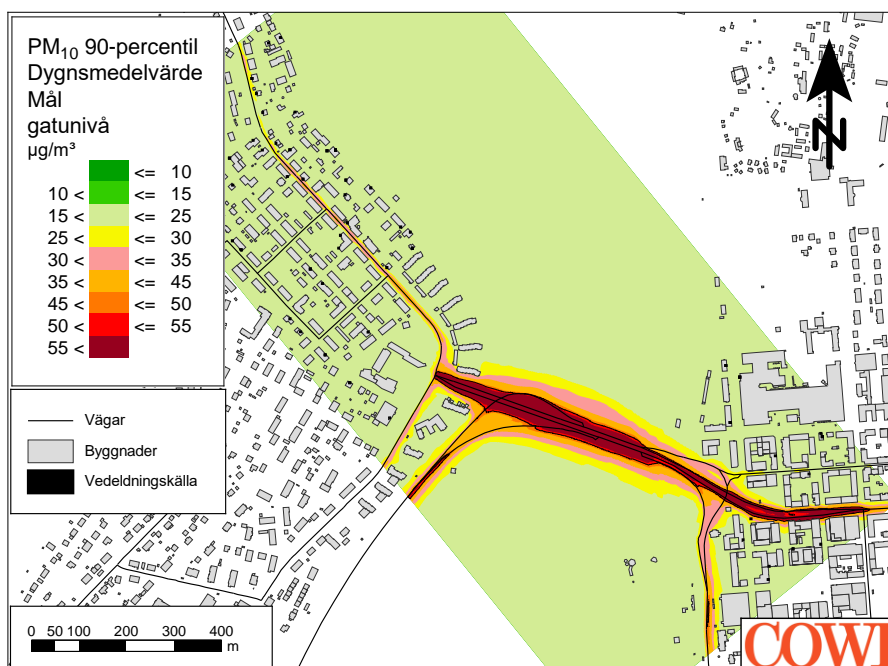 PM10 90-percentil
Dygnsmedelvärde
Mål
gatunivå
µg/m³
<= 10
10 < <= 15
15 < <= 25
25 < <= 30
30 < <= 35
35 < <= 45
45 < <= 50
50 < <= 55
55 <
Vägar
Byggnader
Vedeldningskälla
0 50 100 200 300 400
m
N
COWI